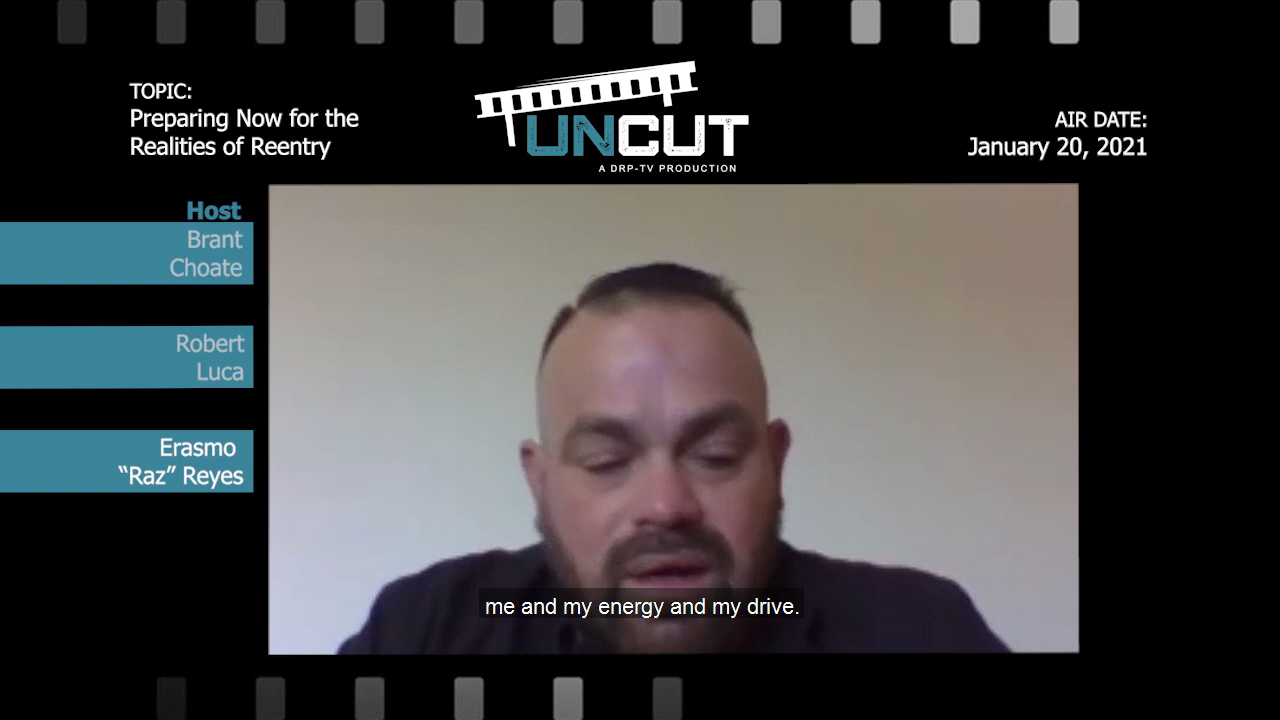 TOPIC:
Preparing Now for the
Realities of Reentry
UNCUT
A DRP-TV PRODUCTION
AIR DATE:
January 20, 2021
Host
Brant
Choate
Robert
Luca
Erasmo
“Raz” Reyes
me and my energy and my drive.